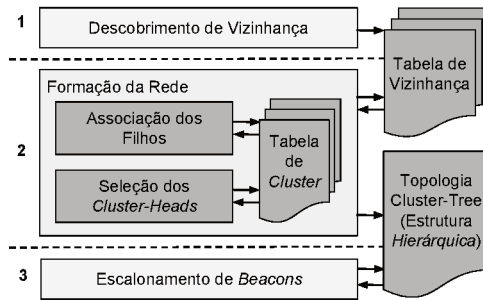 1
Descobrimento de Vizinhança
Tabela de
Vizinhança
2
Formação da Rede
Associação dos
Filhos
Seleção dos
Cluster-Heads
Tabela
de
Cluster
Topologia
Cluster-Tree
(Estrutura
Hierárquica)
3
Escalonamento de Beacons